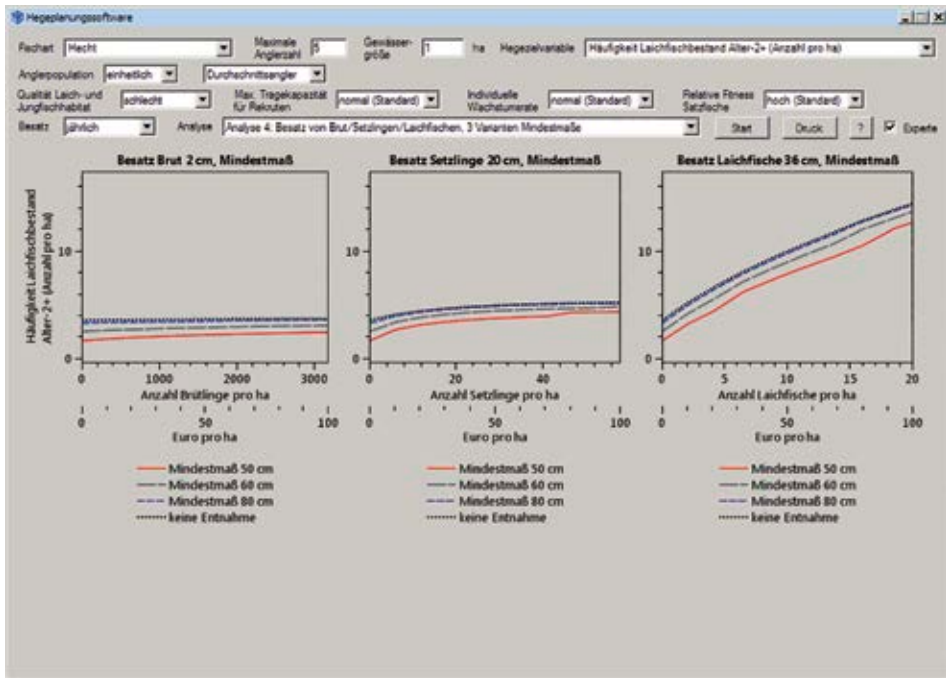 Hegeplanungssoftware
Fischart Hecht Maximale Anglerzahl 5 Gewässer-größe 1 ha Hegezielvariable Häufigkeit Laichfischbestand Alter-2+ (Anzahl pro ha)
Anglerpopulation einheitlich Durchschnittsangler
Qualität Laich- und Jungfischhabitat schlecht Max. Tragekapazität für Rekruten normal (Standard) Individuelle Wachstumsrate normal (Standard) Relative Fitness Satzfische hoch (Standard)
Besatz jährlich Analyse Analyse 4: Besatz von Brut/Setzlingen/Laichfischen, 3 Varianten Mindestmaße Start Druck ? Experte
Besatz Brut 2 cm, Mindestmaß Besatz Setzlinge 20 cm, Mindestmaß Besatz Laichfische 36 cm, Mindestmaß
Häufigkeit Laichfischbestand
Alter-2+ (Anzahl pro ha)
10 10 10
0 0 0
0 1000 2000 3000 0 20 40 0 5 10 15 20
Anzahl Brütlinge pro ha Anzahl Setzlinge pro ha Anzahl Laichfische pro ha
0 50 100 0 50 100 0 50 100
Euro pro ha Euro pro ha Euro pro ha
Mindestmaß 50 cm Mindestmaß 50 cm Mindestmaß 50 cm
Mindestmaß 60 cm Mindestmaß 60 cm Mindestmaß 60 cm
Mindestmaß 80 cm Mindestmaß 80 cm Mindestmaß 80 cm
keine Entnahme keine Entnahme keine Entnahme